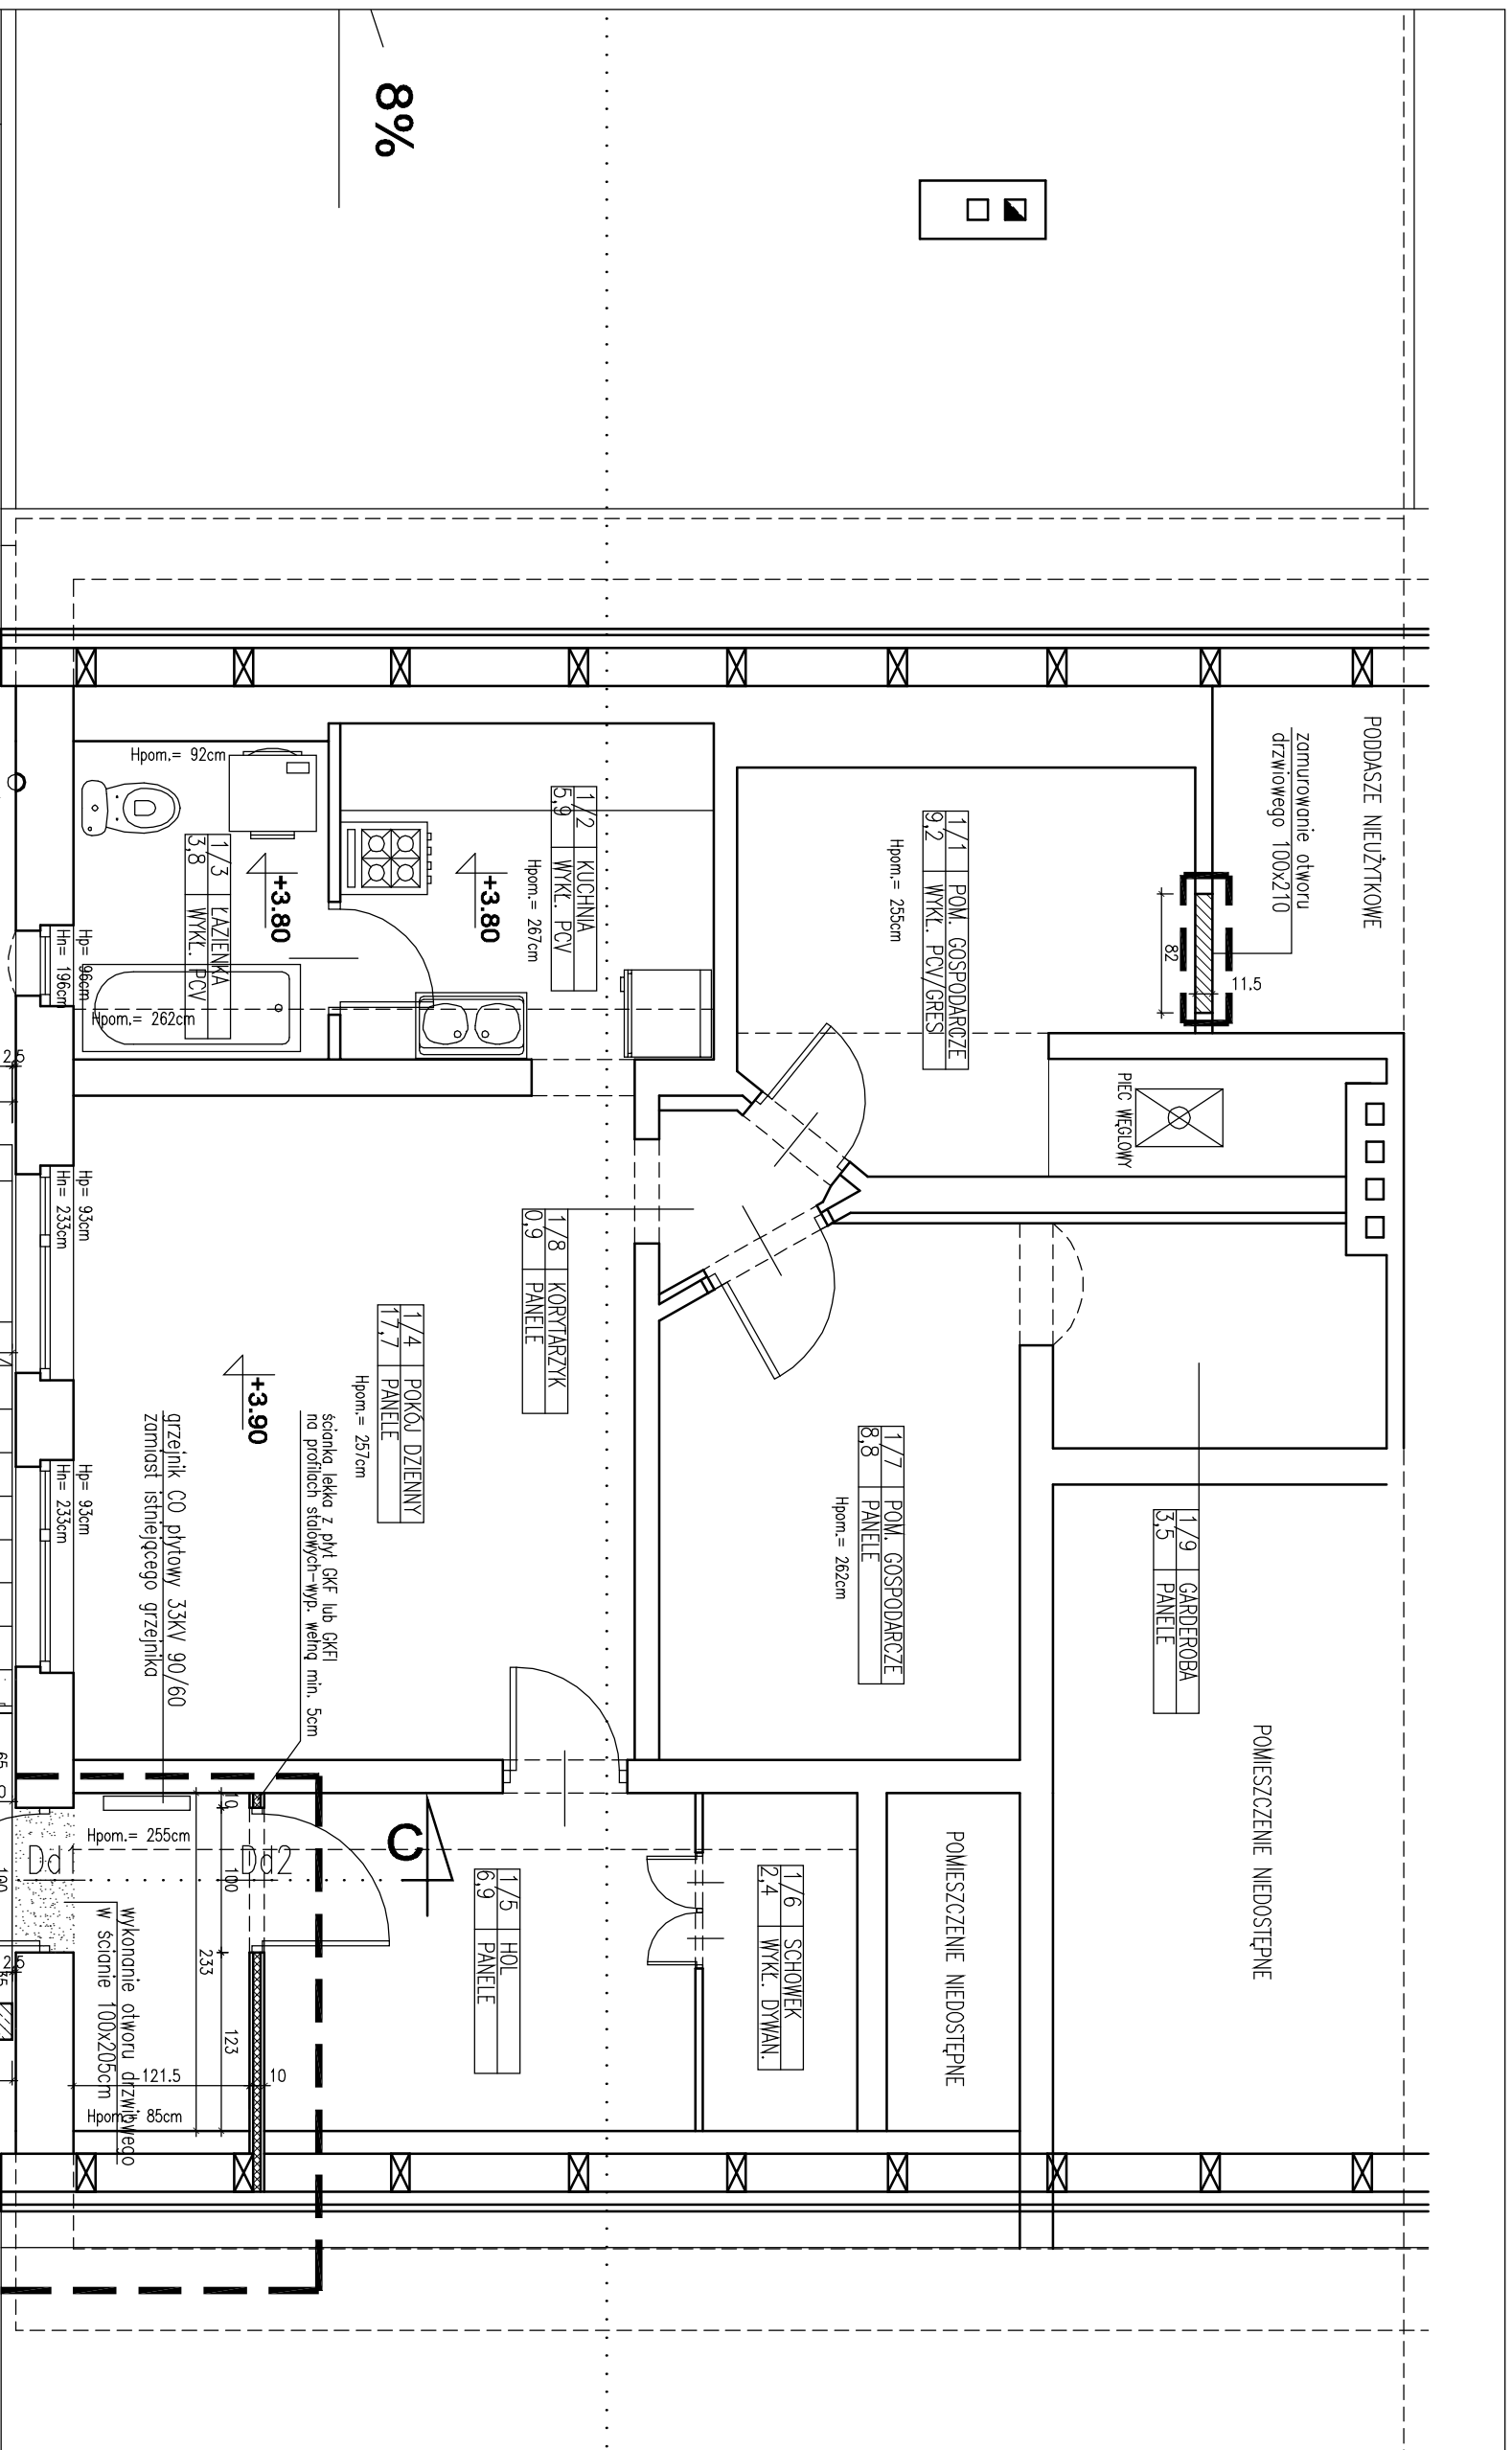 8%
PODDASZE NIEUŻYTKOWE
zamurowanie otworu
drzwiowego 100x210
82
11.5
1/1 POM. GOSPODARCZE
9,2 WYKŁ. PCV/GRES
Hpom.= 255cm
PIEC WĘGLOWY
1/2 KUCHNIA
5,9 WYKŁ. PCV
Hpom.= 267cm
+3.80
1/3 ŁAZIENKA
3,8 WYKŁ. PCV
+3.80
Hpom.= 92cm
Hpom.= 262cm
Hp= 96cm
Hn= 196cm
2,5
Hp= 93cm
Hn= 233cm
1/8 KORYTARZYK
0,9 PANELE
1/4 POKÓJ DZIENNY
17,7 PANELE
Hpom.= 257cm
+3.90
ścianka lekka z płyt GKF lub GKFI
na profilach stalowych-wyp. wełną min. 5cm
grzejnik CO płytowy 33KV 90/60
zamiast istniejącego grzejnika
Hp= 93cm
Hn= 233cm
1/7 POM. GOSPODARCZE
8,8 PANELE
Hpom.= 262cm
1/9 GARDEROBA
3,5 PANELE
POMIESZCZENIE NIEDOSTĘPNE
POMIESZCZENIE NIEDOSTĘPNE
1/6 SCHOWEK
2,4 WYKŁ. DYWAN.
1/5 HOL
6,9 PANELE
C
Dd2
Dd1
Hpom.= 255cm
10
100
123
233
121.5
10
Hpom.= 85cm
wykonanie otworu drzwiowego
w ścianie 100x205cm
65
100
2,5